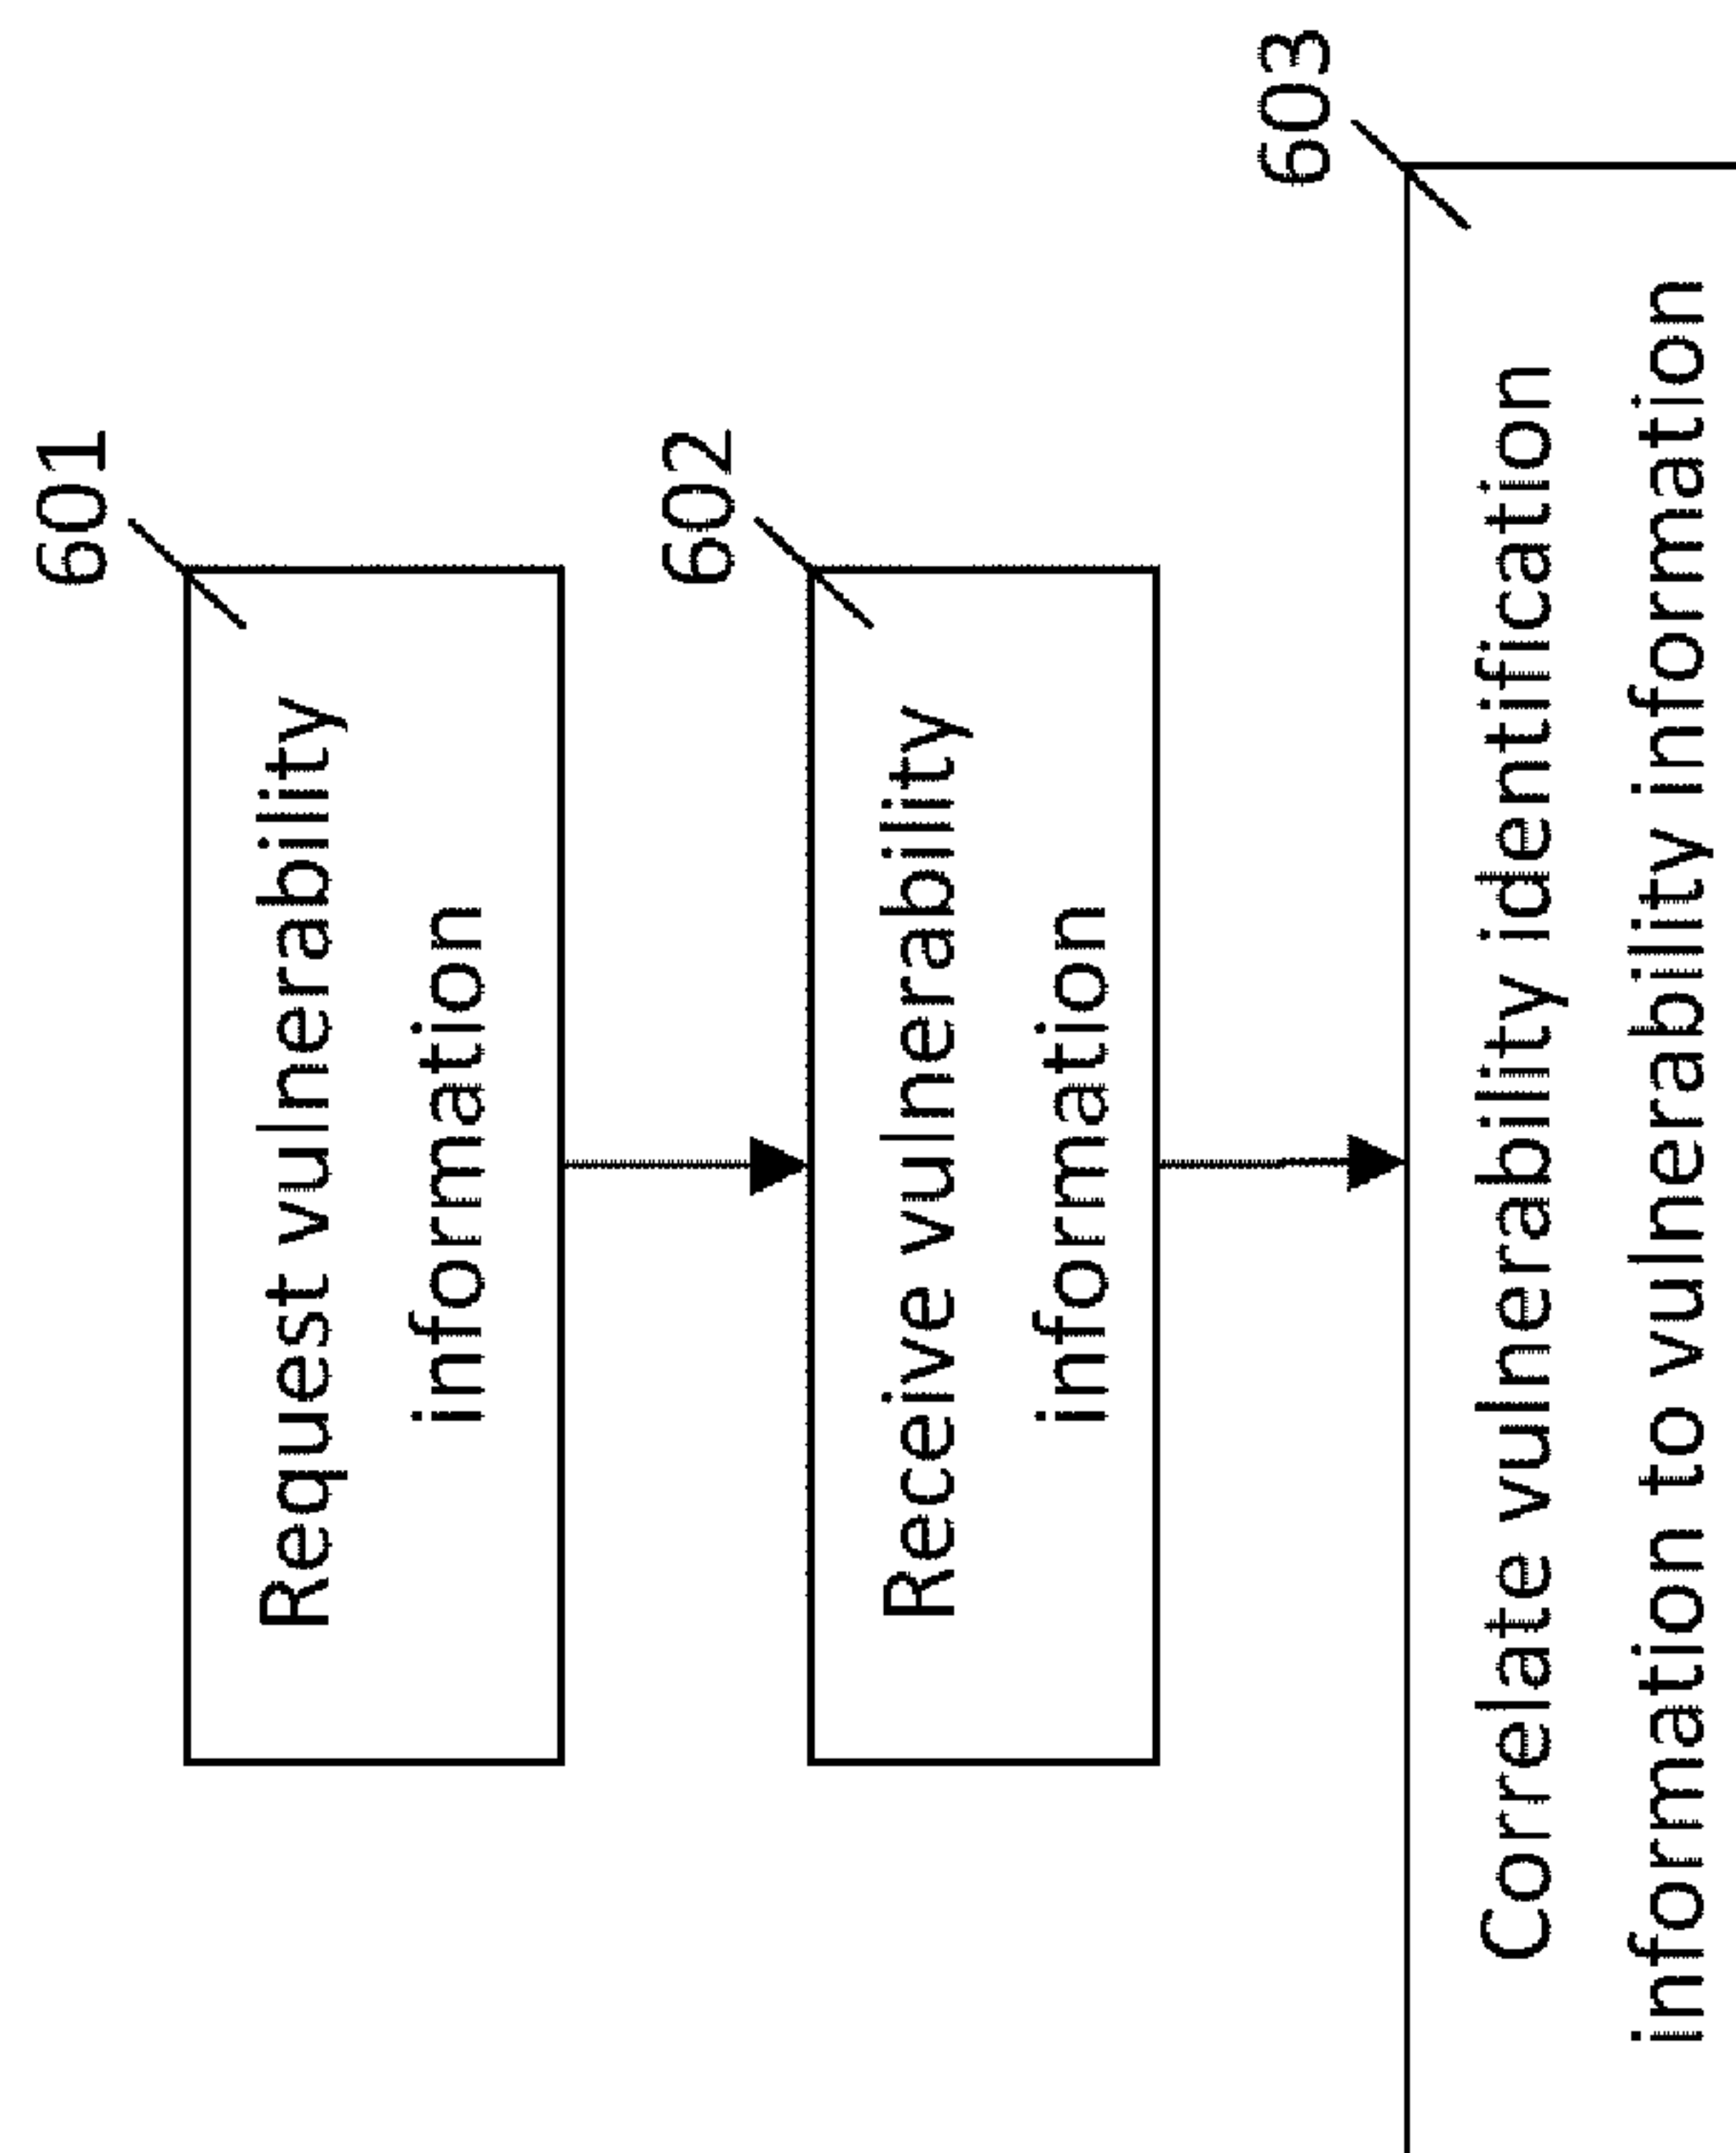 601
Request vulnerability
information
602
Receive vulnerability
information
603
Correlate vulnerability identification
information to vulnerability information